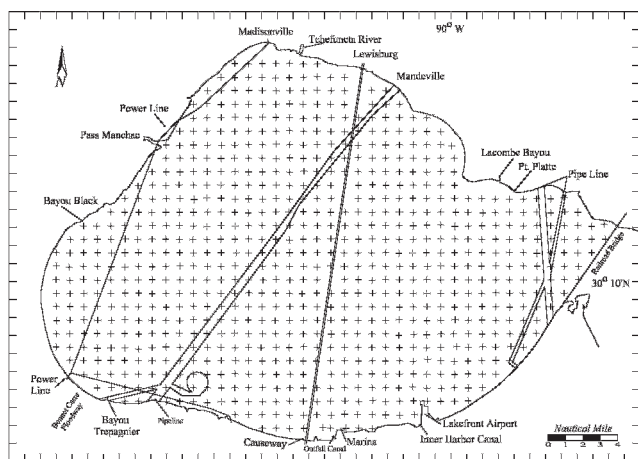 90° W
Madisonville
Tchefuncta River
Lewisburg
Mandeville
Power Line
Pass Manchac
Lacombe Bayou
Pt. Platte
Pipe Line
Bayou Black
Railroad Bridge
30° 10'N
Power
Line
Bonnet Carre
Floodway
Bayou
Trepagnier
Pipeline
Causeway
Outfall Canal
Marina
Lakefront Airport
Inner Harbor Canal
Nautical Mile
0 1 2 3 4